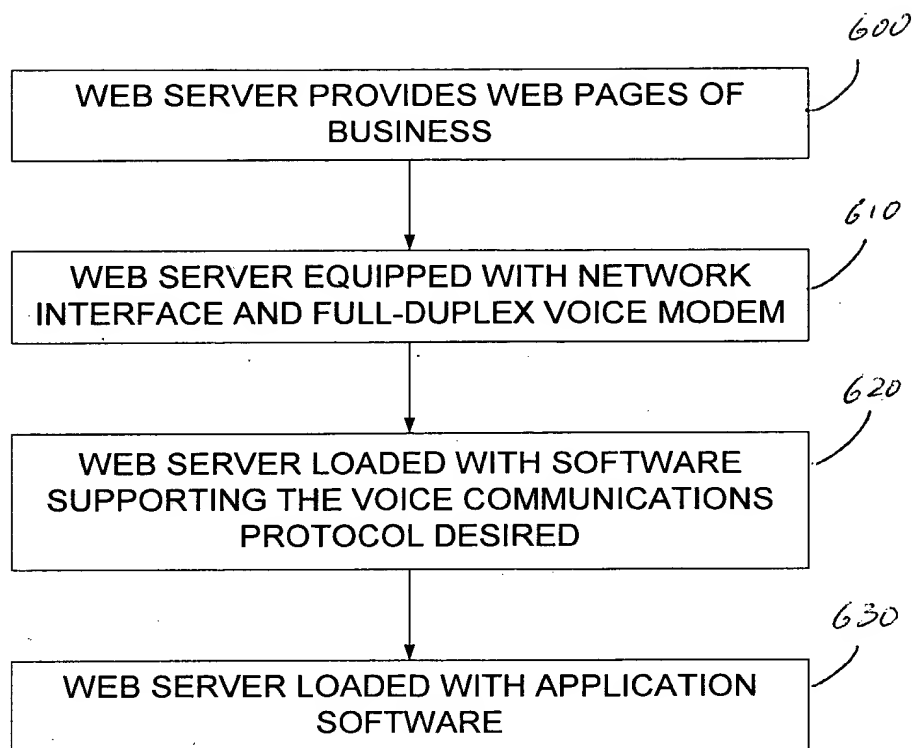 600
WEB SERVER PROVIDES WEB PAGES OF
BUSINESS
610
WEB SERVER EQUIPPED WITH NETWORK
INTERFACE AND FULL-DUPLEX VOICE MODEM
620
WEB SERVER LOADED WITH SOFTWARE
SUPPORTING THE VOICE COMMUNICATIONS
PROTOCOL DESIRED
630
WEB SERVER LOADED WITH APPLICATION
SOFTWARE